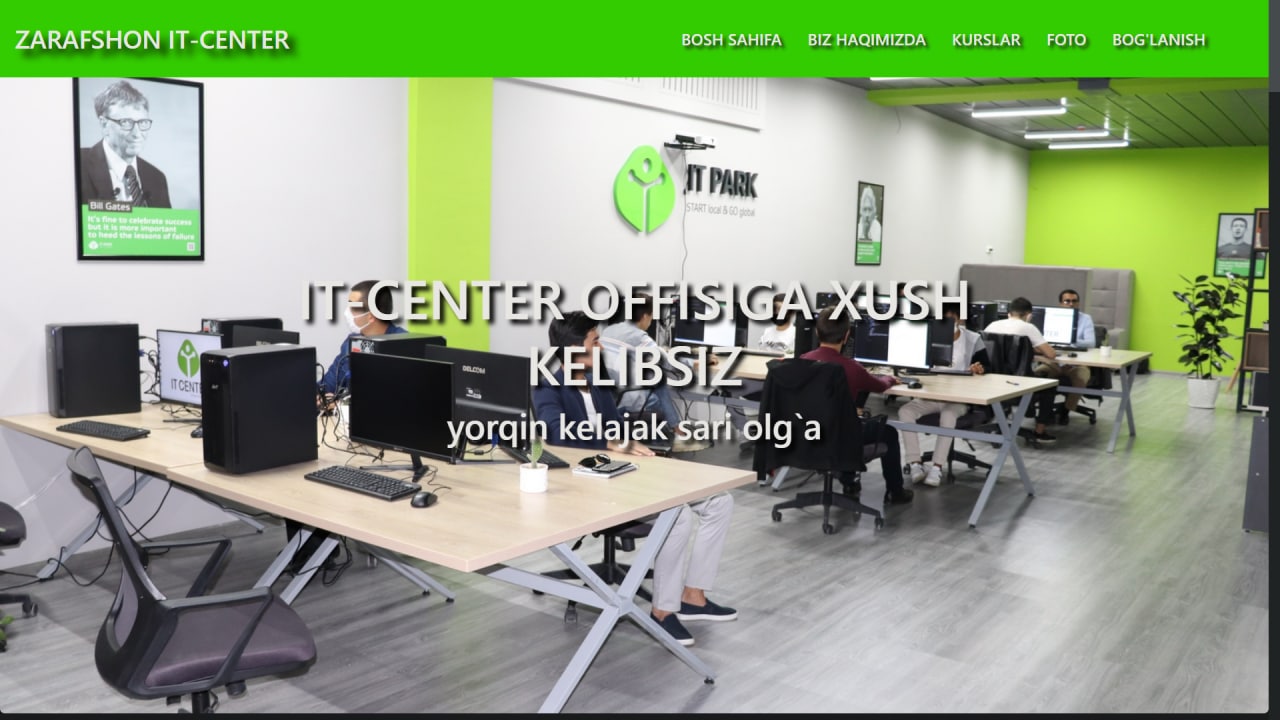 ZARAFSHON IT-CENTER
BOSH SAHIFA
BIZ HAQIMIZDA
KURSLAR
FOTO
BOG'LANISH
Bill Gates
It's fine to celebrate success
but it is more important
to heed the lessons of failure
IT PARK
START local & GO global
IT-CENTER OFFISIGA XUSH
KELIBSIZ
yorqin kelajak sari olg`a
DELCOM
IT CENTE